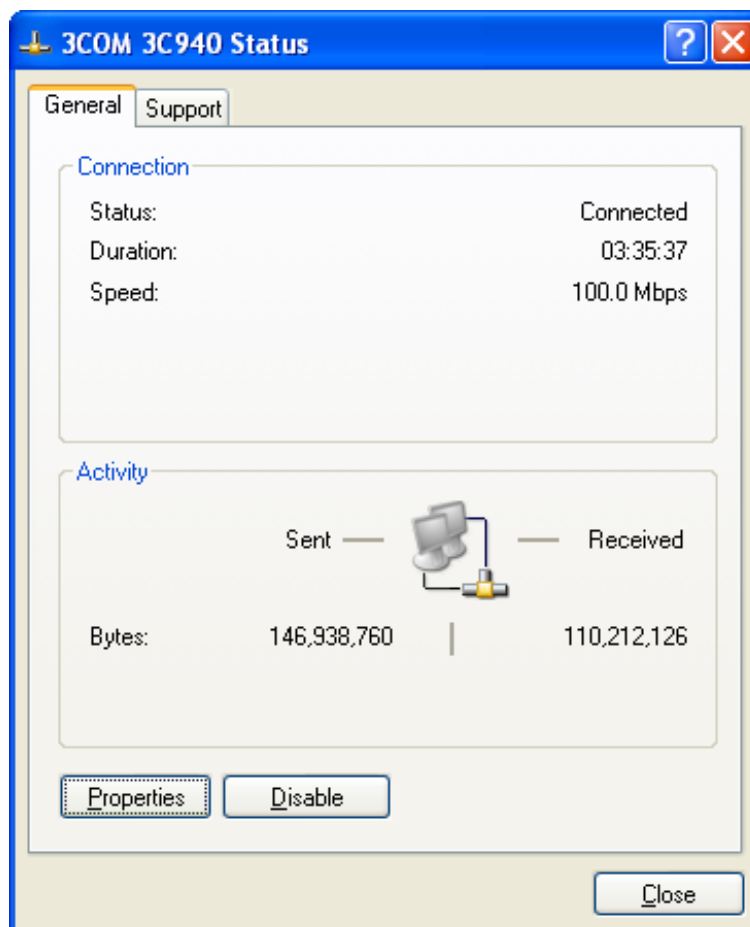 3COM 3C940 Status
General Support
Connection
Status: Connected
Duration: 03:35:37
Speed: 100.0 Mbps
Activity
Sent Received
Bytes: 146,938,760 110,212,126
Properties Disable
Close